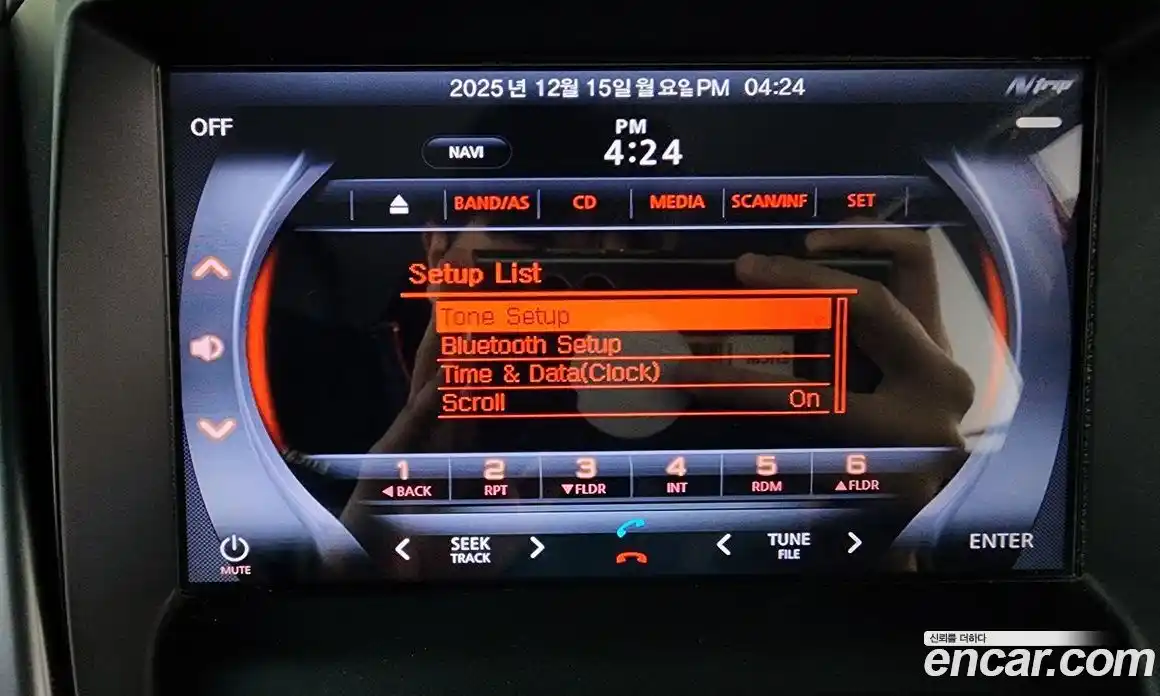 2025년 12월 15일 월요일 PM 04:24
Ntrip
OFF
PM
NAVI
4:24
BAND/AS CD MEDIA SCAN/INF SET
Setup List
Tone Setup
Bluetooth Setup
Time & Data(Clock)
Scroll On
1 2 3 4 5 6
◀BACK RPT ▼FLDR INT RDM ▲FLDR
< SEEK > < TUNE > ENTER
TRACK FILE
MUTE
신뢰를 더하다
encar.com